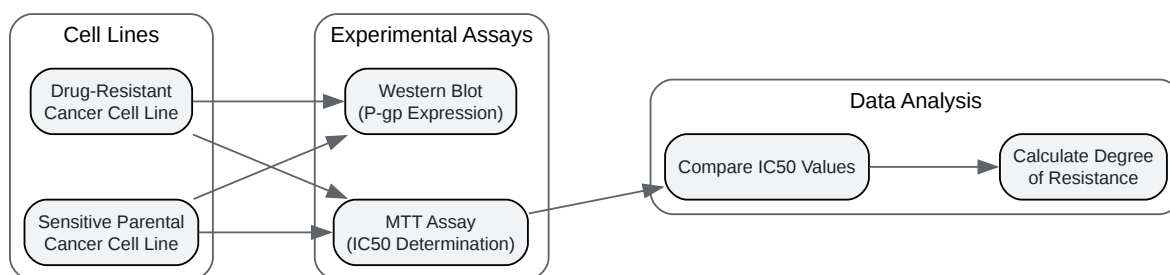 Cell Lines
Drug-Resistant
Cancer Cell Line
Sensitive Parental
Cancer Cell Line
Experimental Assays
Western Blot
(P-gp Expression)
MTT Assay
(IC50 Determination)
Data Analysis
Compare IC50 Values
Calculate Degree
of Resistance